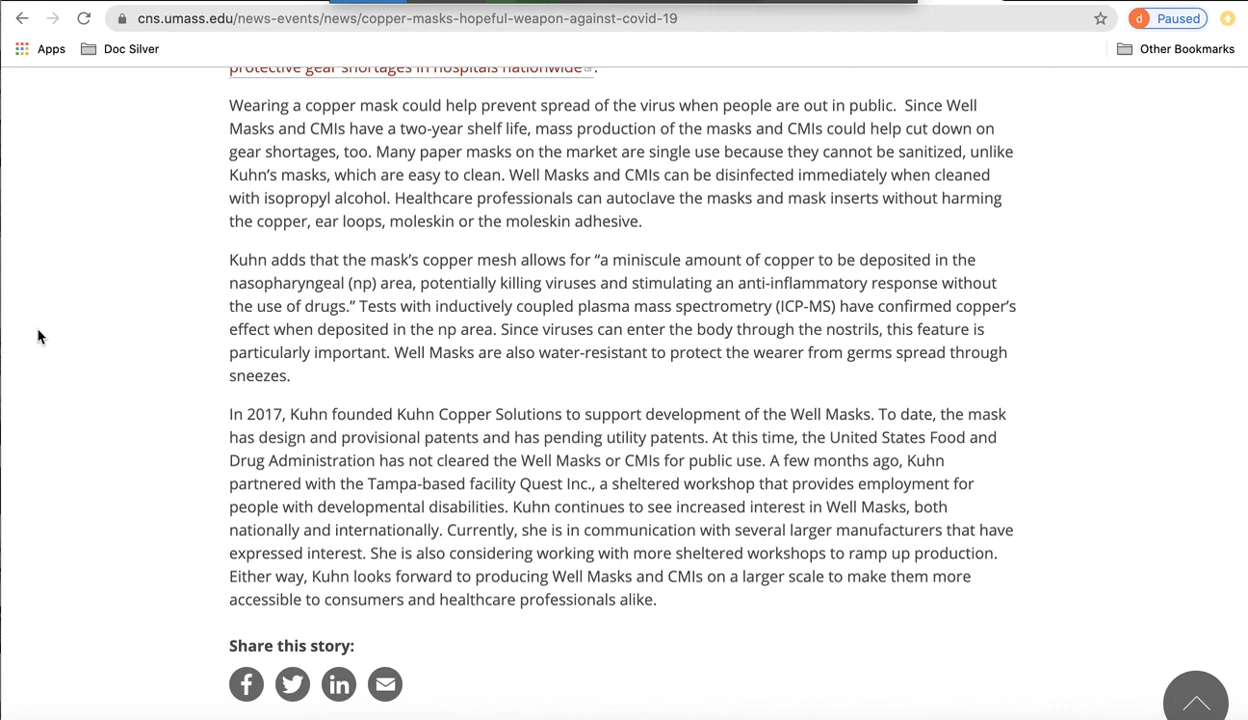 cns.umass.edu/news-events/news/copper-masks-hopeful-weapon-against-covid-19
d Paused
Apps Doc Silver Other Bookmarks
protective gear shortages in hospitals nationwide.
Wearing a copper mask could help prevent spread of the virus when people are out in public.  Since Well
Masks and CMIs have a two-year shelf life, mass production of the masks and CMIs could help cut down on
gear shortages, too. Many paper masks on the market are single use because they cannot be sanitized, unlike
Kuhn’s masks, which are easy to clean. Well Masks and CMIs can be disinfected immediately when cleaned
with isopropyl alcohol. Healthcare professionals can autoclave the masks and mask inserts without harming
the copper, ear loops, moleskin or the moleskin adhesive.
Kuhn adds that the mask’s copper mesh allows for “a miniscule amount of copper to be deposited in the
nasopharyngeal (np) area, potentially killing viruses and stimulating an anti-inflammatory response without
the use of drugs.” Tests with inductively coupled plasma mass spectrometry (ICP-MS) have confirmed copper’s
effect when deposited in the np area. Since viruses can enter the body through the nostrils, this feature is
particularly important. Well Masks are also water-resistant to protect the wearer from germs spread through
sneezes.
In 2017, Kuhn founded Kuhn Copper Solutions to support development of the Well Masks. To date, the mask
has design and provisional patents and has pending utility patents. At this time, the United States Food and
Drug Administration has not cleared the Well Masks or CMIs for public use. A few months ago, Kuhn
partnered with the Tampa-based facility Quest Inc., a sheltered workshop that provides employment for
people with developmental disabilities. Kuhn continues to see increased interest in Well Masks, both
nationally and internationally. Currently, she is in communication with several larger manufacturers that have
expressed interest. She is also considering working with more sheltered workshops to ramp up production.
Either way, Kuhn looks forward to producing Well Masks and CMIs on a larger scale to make them more
accessible to consumers and healthcare professionals alike.
Share this story: